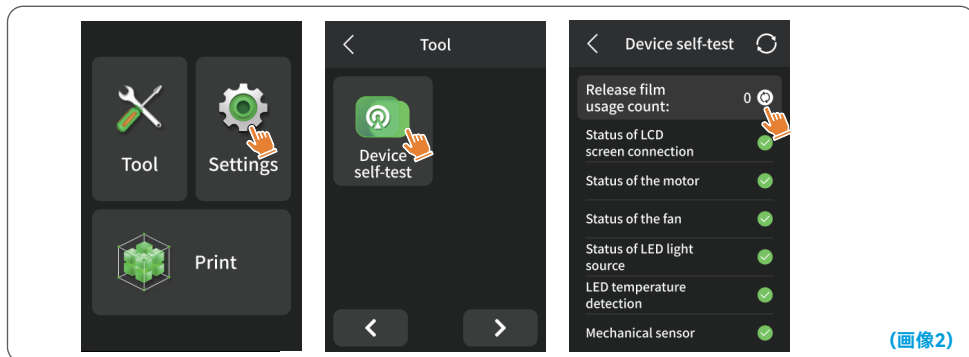 Tool
Settings
Print
Tool
Device
self-test
Device self-test
Release film
usage count:
0
Status of LCD
screen connection
Status of the motor
Status of the fan
Status of LED light
source
LED temperature
detection
Mechanical sensor
(画像2)